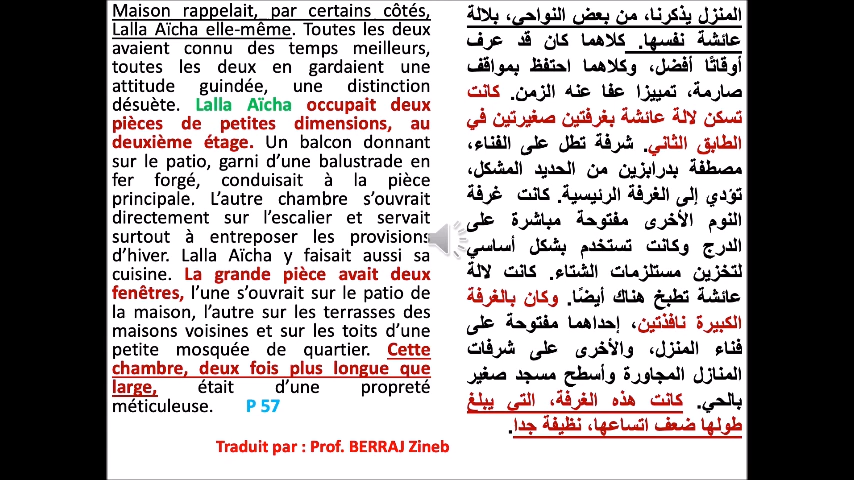 Maison rappelait, par certains côtés,
Lalla Aïcha elle-même. Toutes les deux
avaient connu des temps meilleurs,
toutes les deux en gardaient une
attitude guindée, une distinction
désuète. Lalla Aïcha occupait deux
pièces de petites dimensions, au
deuxième étage. Un balcon donnant
sur le patio, garni d’une balustrade en
fer forgé, conduisait à la pièce
principale. L’autre chambre s’ouvrait
directement sur l’escalier et servait
surtout à entreposer les provisions
d’hiver. Lalla Aïcha y faisait aussi sa
cuisine. La grande pièce avait deux
fenêtres, l’une s’ouvrait sur le patio de
la maison, l’autre sur les terrasses des
maisons voisines et sur les toits d’une
petite mosquée de quartier. Cette
chambre, deux fois plus longue que
large, était d’une propreté
méticuleuse. P 57
المنزل يذكرنا، من بعض النواحي، بلالة
عائشة نفسها. كلاهما كان قد عرف
أوقاتًا أفضل، وكلاهما احتفظ بمواقف
صارمة، تمييزا عفا عنه الزمن. كانت
تسكن لالة عائشة بغرفتين صغيرتين في
الطابق الثاني. شرفة تطل على الفناء،
مصطفة بدرابزين من الحديد المشكل،
تؤدي إلى الغرفة الرئيسية. كانت غرفة
النوم الأخرى مفتوحة مباشرة على
الدرج وكانت تستخدم بشكل أساسي
لتخزين مستلزمات الشتاء. كانت لالة
عائشة تطبخ هناك أيضًا. وكان بالغرفة
الكبيرة نافذتين، إحداهما مفتوحة على
فناء المنزل، والأخرى على شرفات
المنازل المجاورة وأسطح مسجد صغير
بالحي. كانت هذه الغرفة، التي يبلغ
طولها ضعف اتساعها، نظيفة جدا.
Traduit par : Prof. BERRAJ Zineb